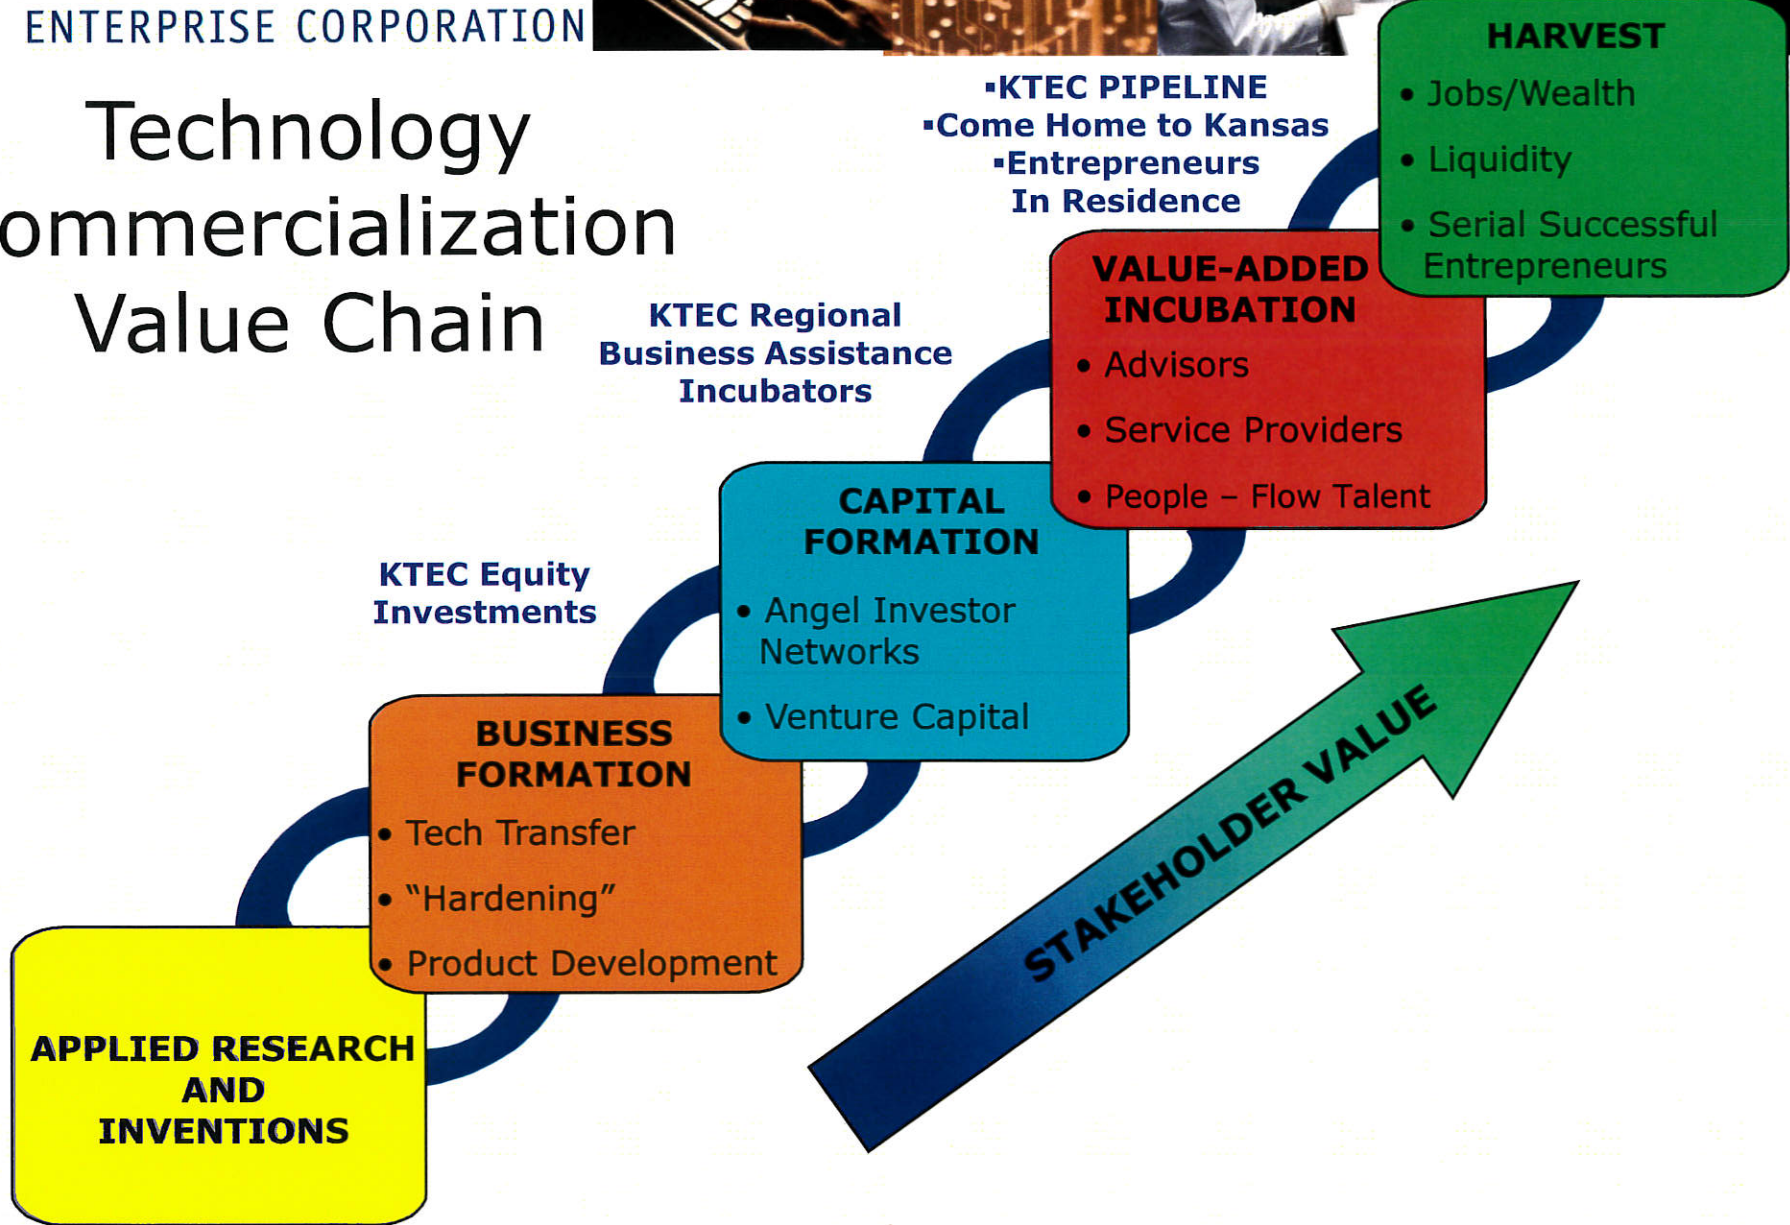 ENTERPRISE CORPORATION
Technology
ommercialization
Value Chain
▪KTEC PIPELINE
▪Come Home to Kansas
▪Entrepreneurs
In Residence
KTEC Regional
Business Assistance
Incubators
KTEC Equity
Investments
HARVEST
• Jobs/Wealth
• Liquidity
• Serial Successful
Entrepreneurs
VALUE-ADDED
INCUBATION
• Advisors
• Service Providers
• People – Flow Talent
CAPITAL
FORMATION
• Angel Investor
Networks
• Venture Capital
BUSINESS
FORMATION
• Tech Transfer
• “Hardening”
• Product Development
APPLIED RESEARCH
AND
INVENTIONS
STAKEHOLDER VALUE